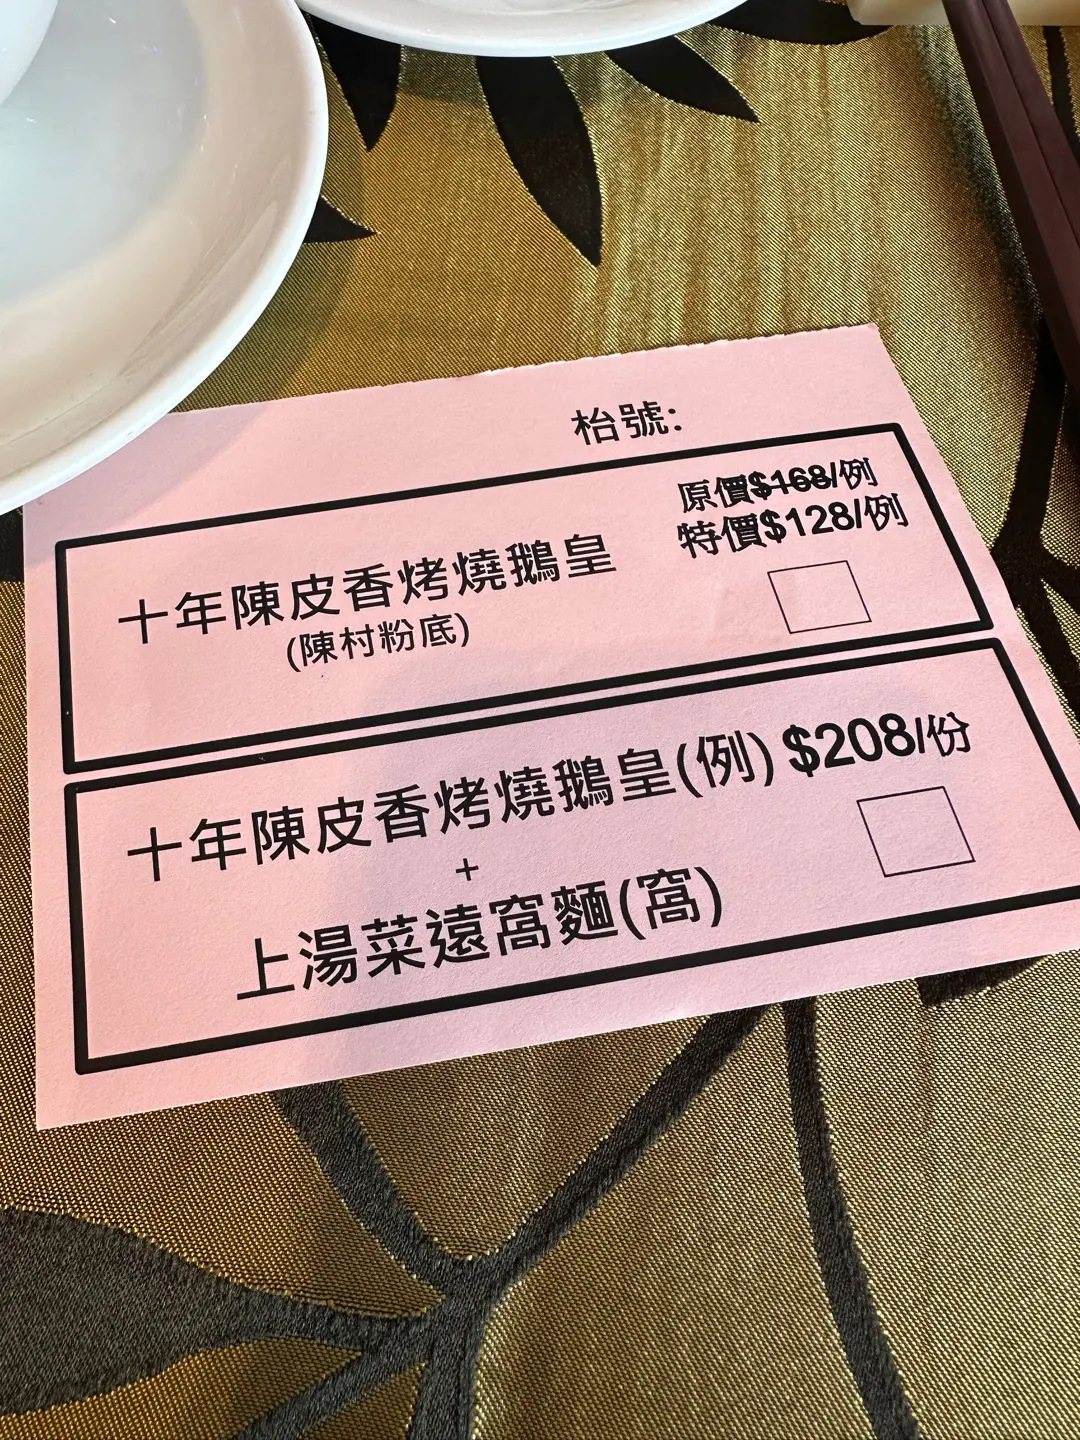 枱號:
原價$168/例
特價$128/例
十年陳皮香烤燒鵝皇
(陳村粉底)
十年陳皮香烤燒鵝皇(例) $208/份
+
上湯菜遠窩麵(窩)